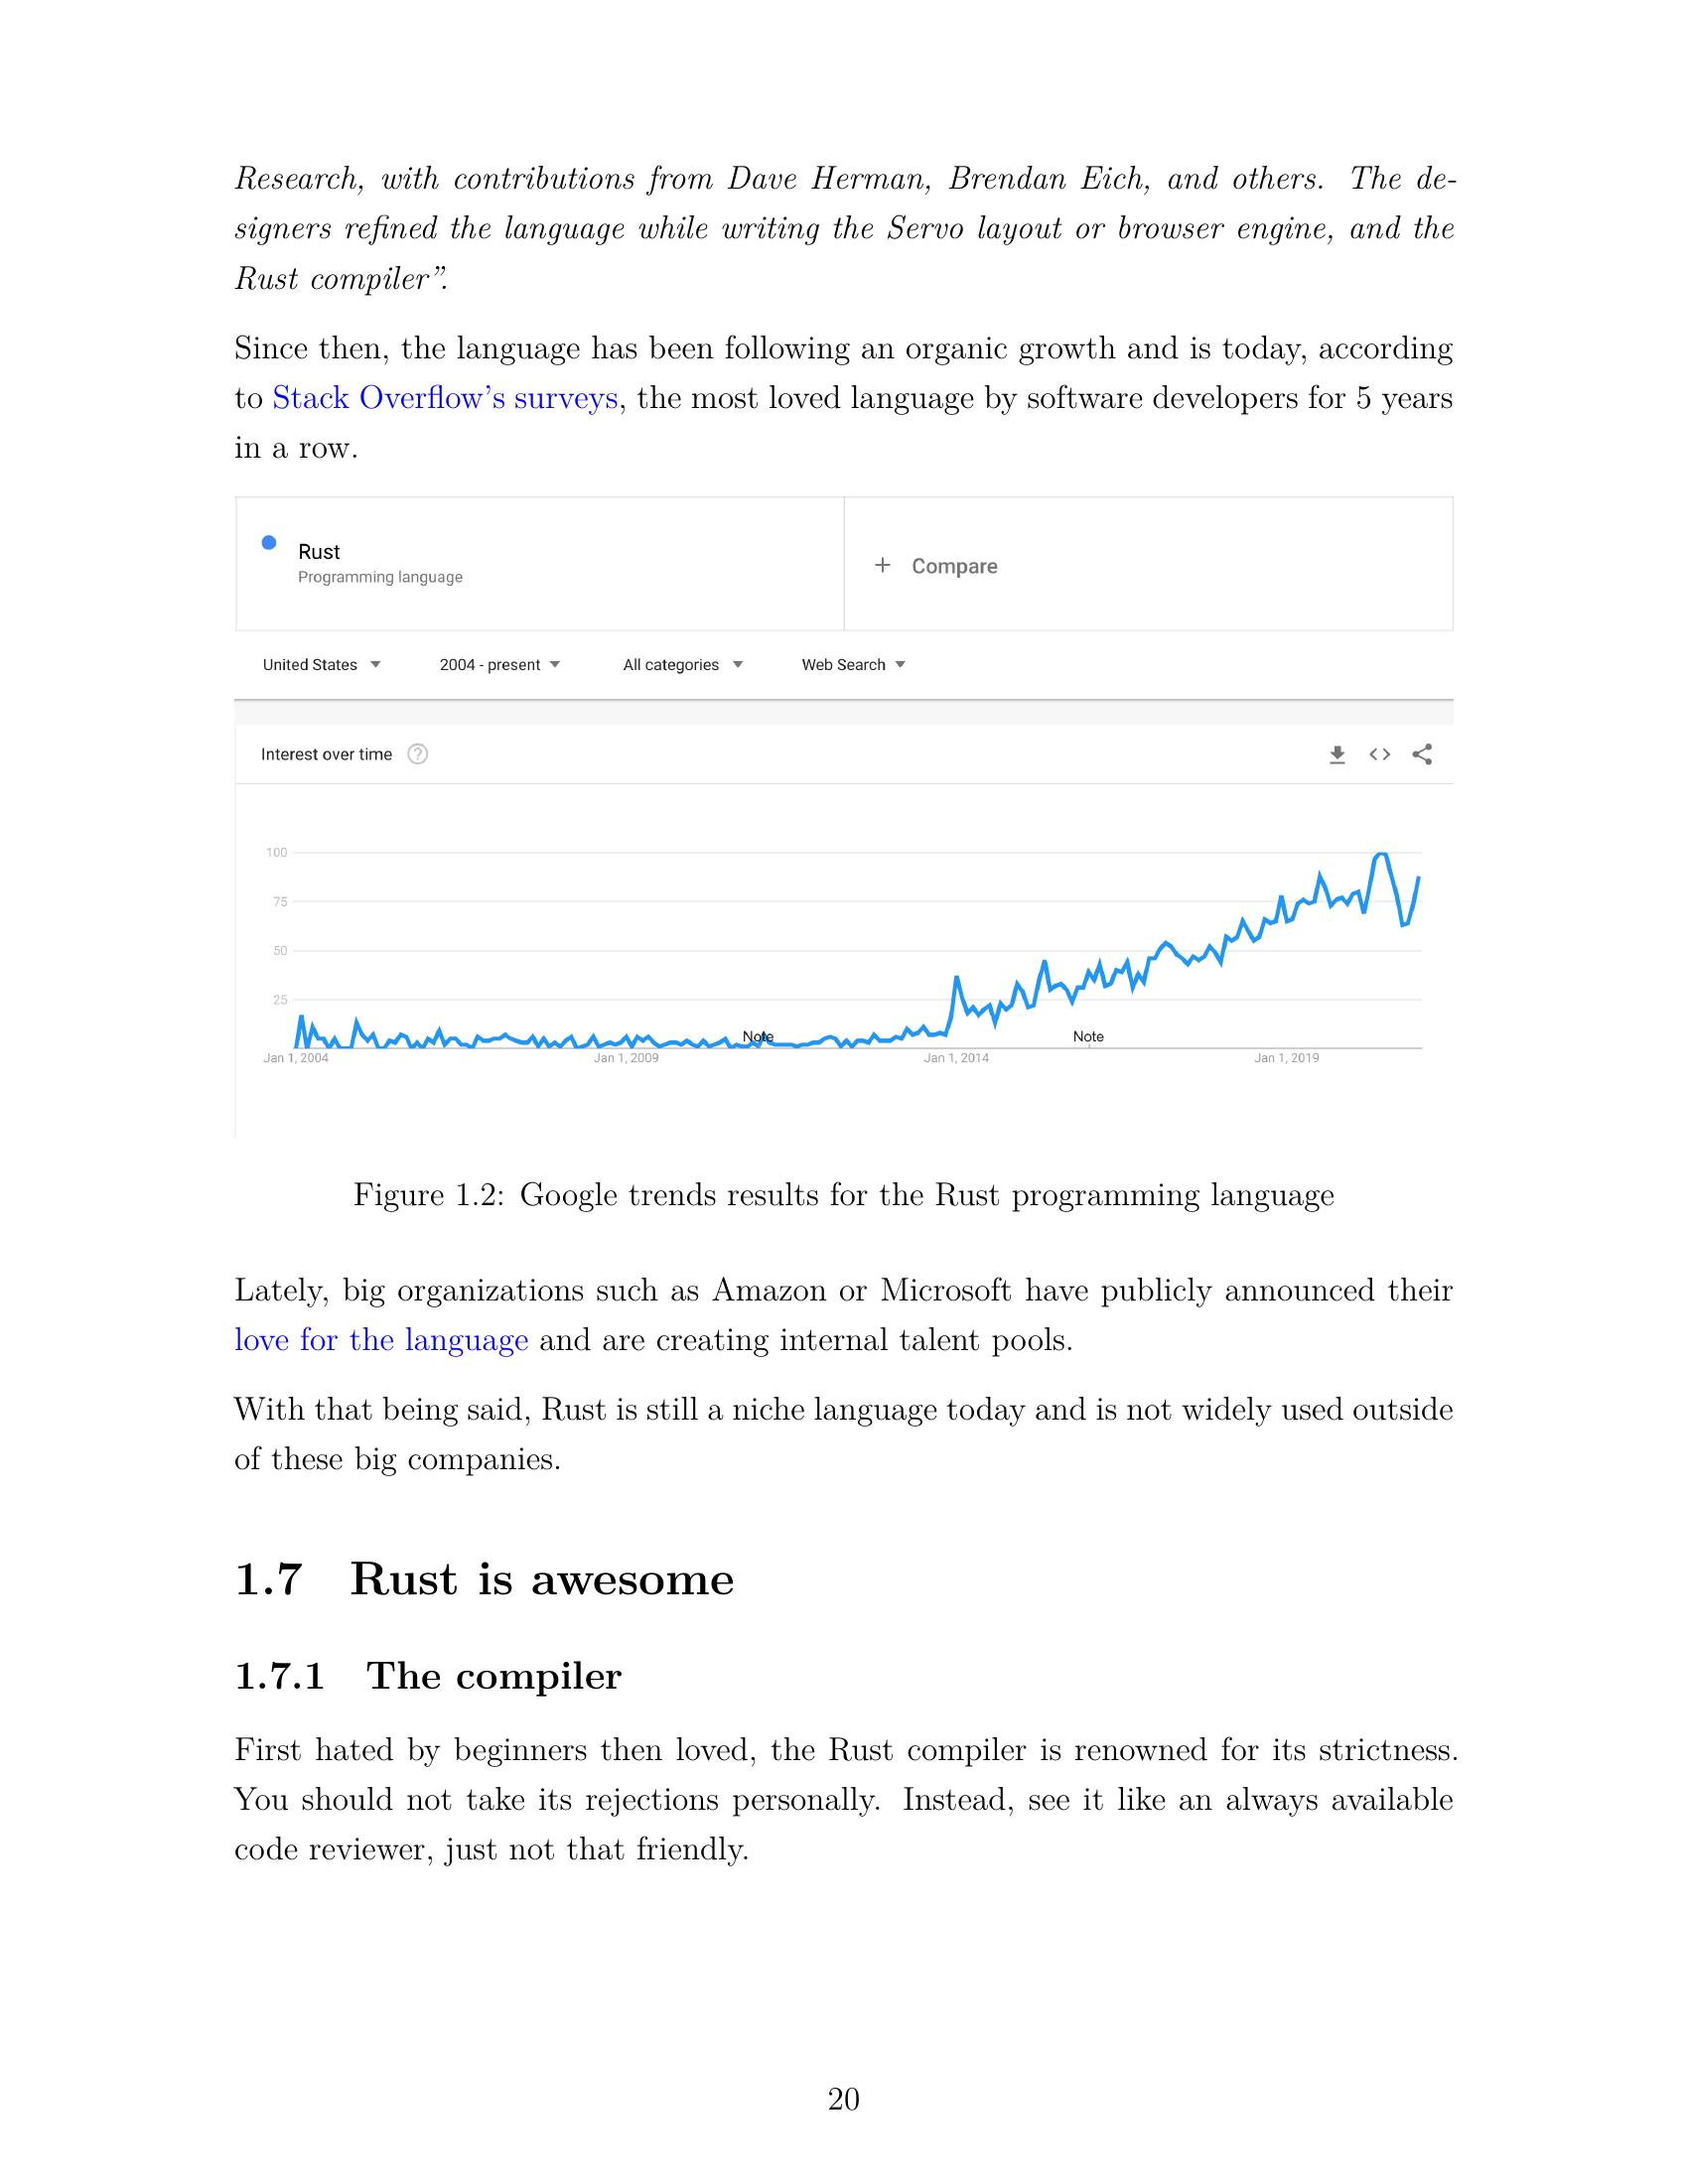 Research, with contributions from Dave Herman, Brendan Eich, and others. The de-
signers refined the language while writing the Servo layout or browser engine, and the
Rust compiler”.
Since then, the language has been following an organic growth and is today, according
to Stack Overflow’s surveys, the most loved language by software developers for 5 years
in a row.
Rust
Programming language
+ Compare
United States
2004 - present
All categories
Web Search
Interest over time ?
100
75
50
25
Note
Note
Jan 1, 2004
Jan 1, 2009
Jan 1, 2014
Jan 1, 2019
Figure 1.2: Google trends results for the Rust programming language
Lately, big organizations such as Amazon or Microsoft have publicly announced their
love for the language and are creating internal talent pools.
With that being said, Rust is still a niche language today and is not widely used outside
of these big companies.
1.7 Rust is awesome
1.7.1 The compiler
First hated by beginners then loved, the Rust compiler is renowned for its strictness.
You should not take its rejections personally. Instead, see it like an always available
code reviewer, just not that friendly.
20